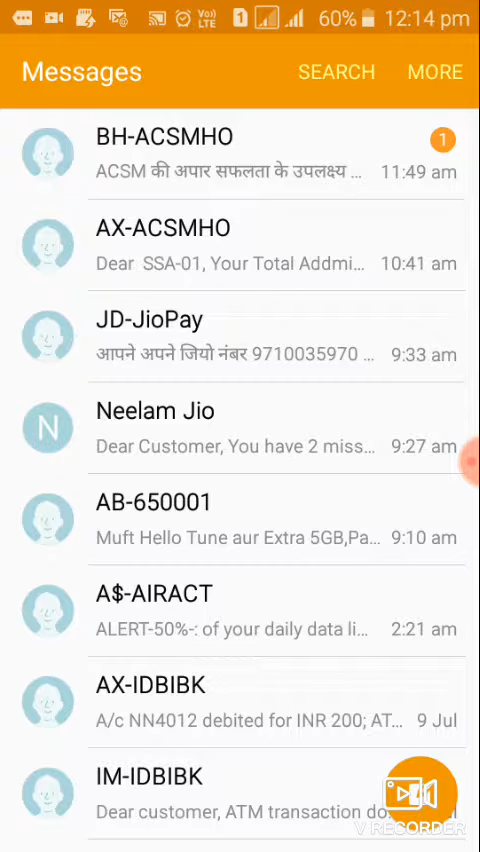 Vo)) LTE 1 60% 12:14 pm
Messages SEARCH MORE
BH-ACSMHO 1
ACSM की अपार सफलता के उपलक्ष्य ... 11:49 am
AX-ACSMHO
Dear SSA-01, Your Total Addmi... 10:41 am
JD-JioPay
आपने अपने जियो नंबर 9710035970 ... 9:33 am
N Neelam Jio
Dear Customer, You have 2 miss... 9:27 am
AB-650001
Muft Hello Tune aur Extra 5GB,Pa... 9:10 am
A$-AIRACT
ALERT-50%-: of your daily data li... 2:21 am
AX-IDBIBK
A/c NN4012 debited for INR 200; AT... 9 Jul
IM-IDBIBK
Dear customer, ATM transaction do
V RECORDER